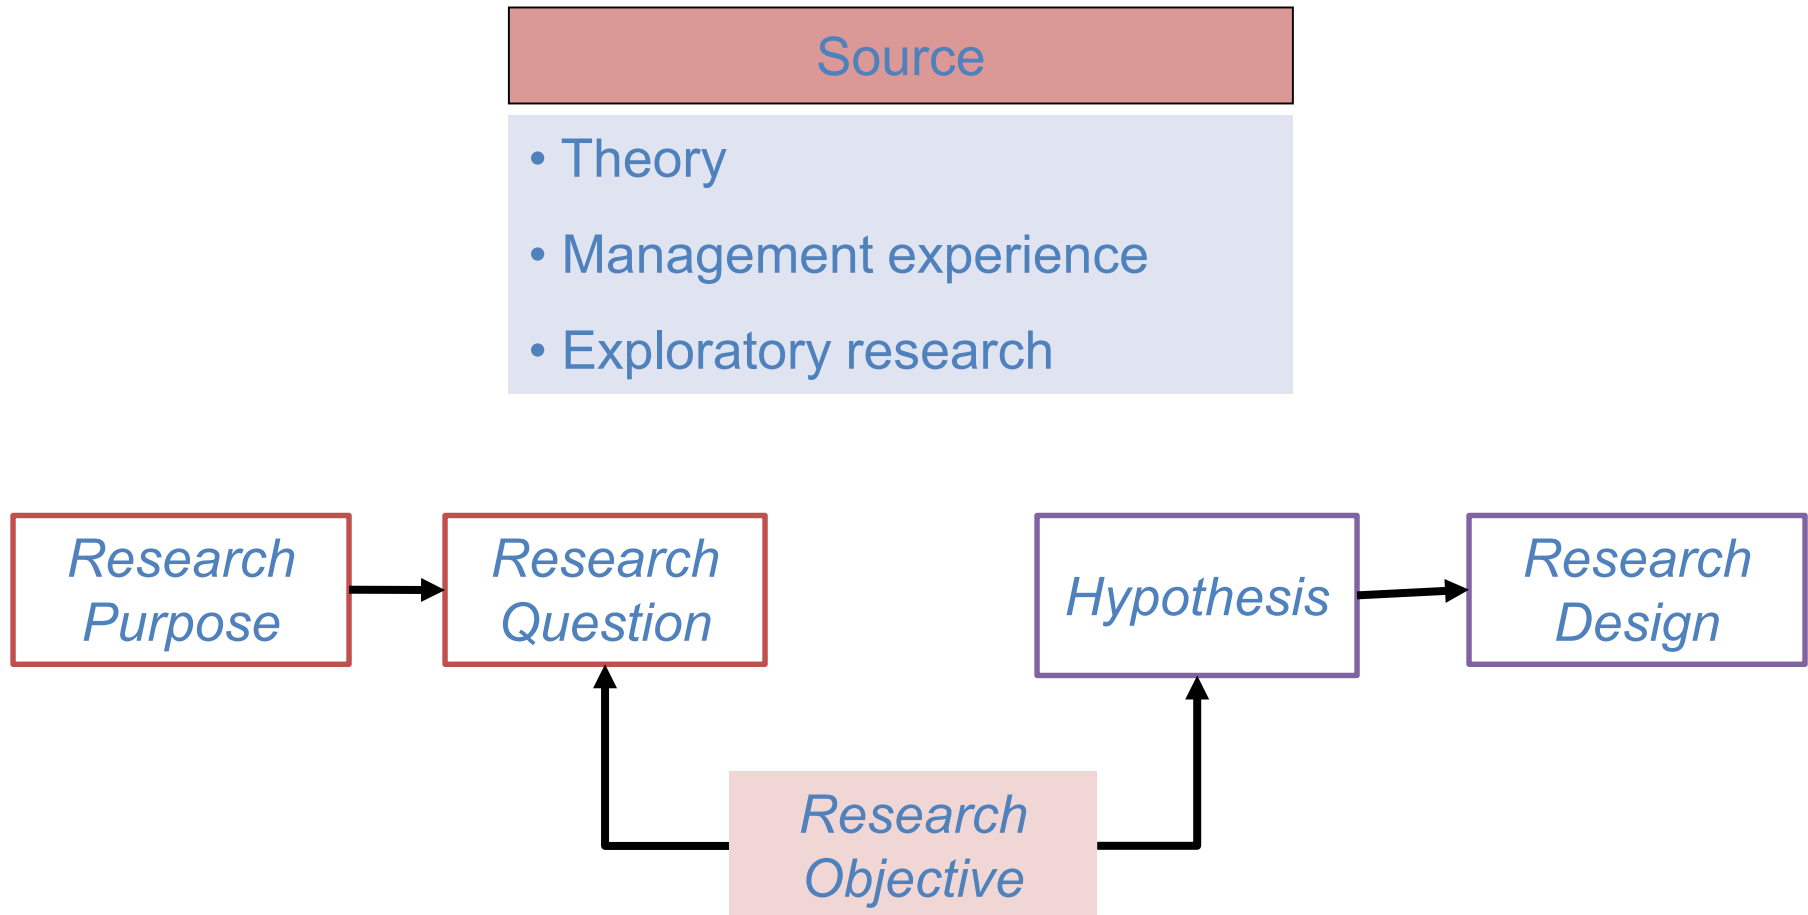 Source
• Theory
• Management experience
• Exploratory research
Research
Purpose
Research
Question
Hypothesis
Research
Design
Research
Objective